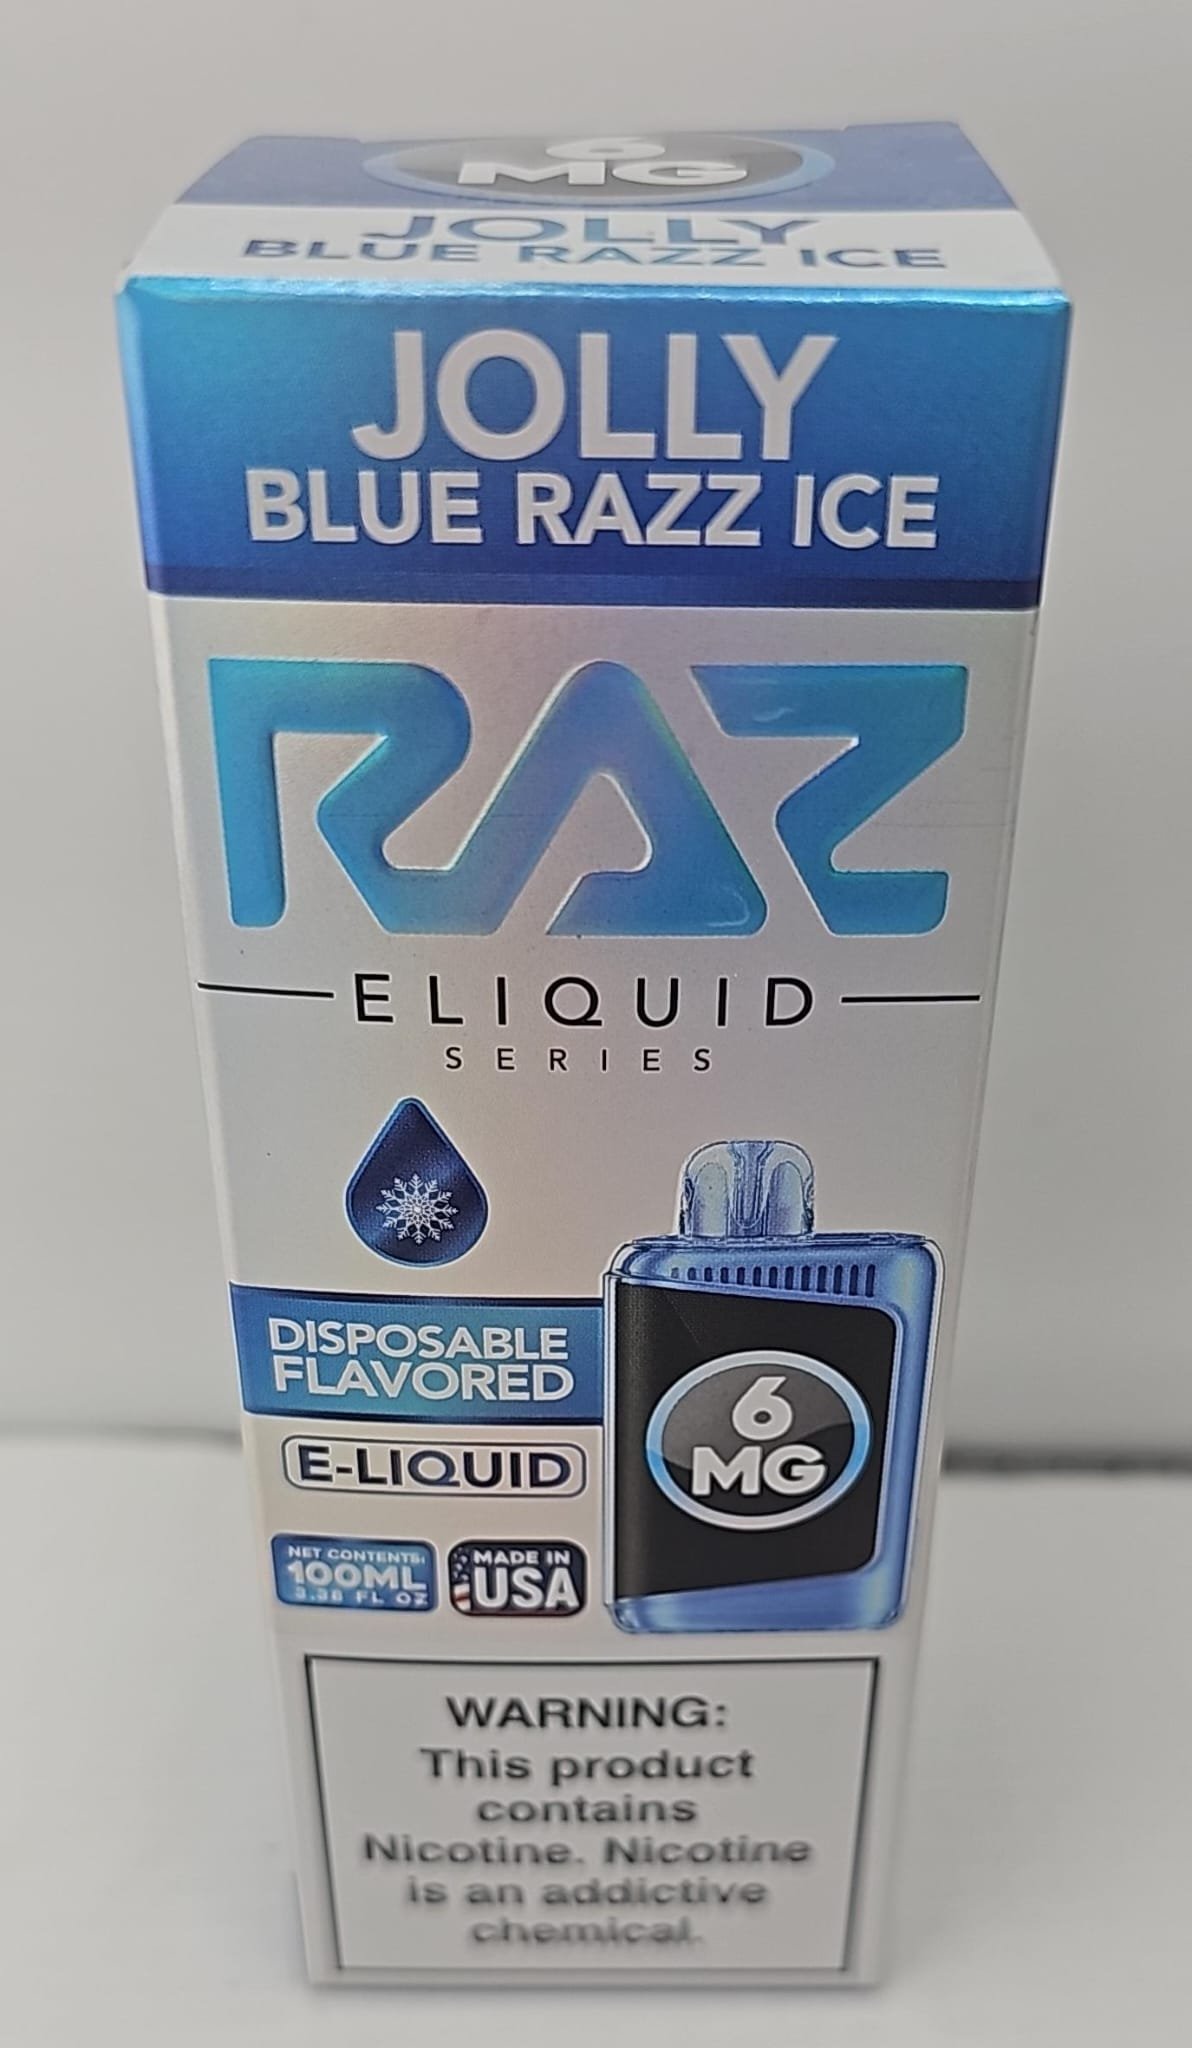 6
MG
JOLLY
BLUE RAZZ ICE
JOLLY
BLUE RAZZ ICE
RAZ
ELIQUID
SERIES
DISPOSABLE
FLAVORED
E-LIQUID
6
MG
NET CONTENTS:
100ML
3.38 FL OZ
MADE IN
USA
WARNING:
This product
contains
Nicotine. Nicotine
is an addictive
chemical.